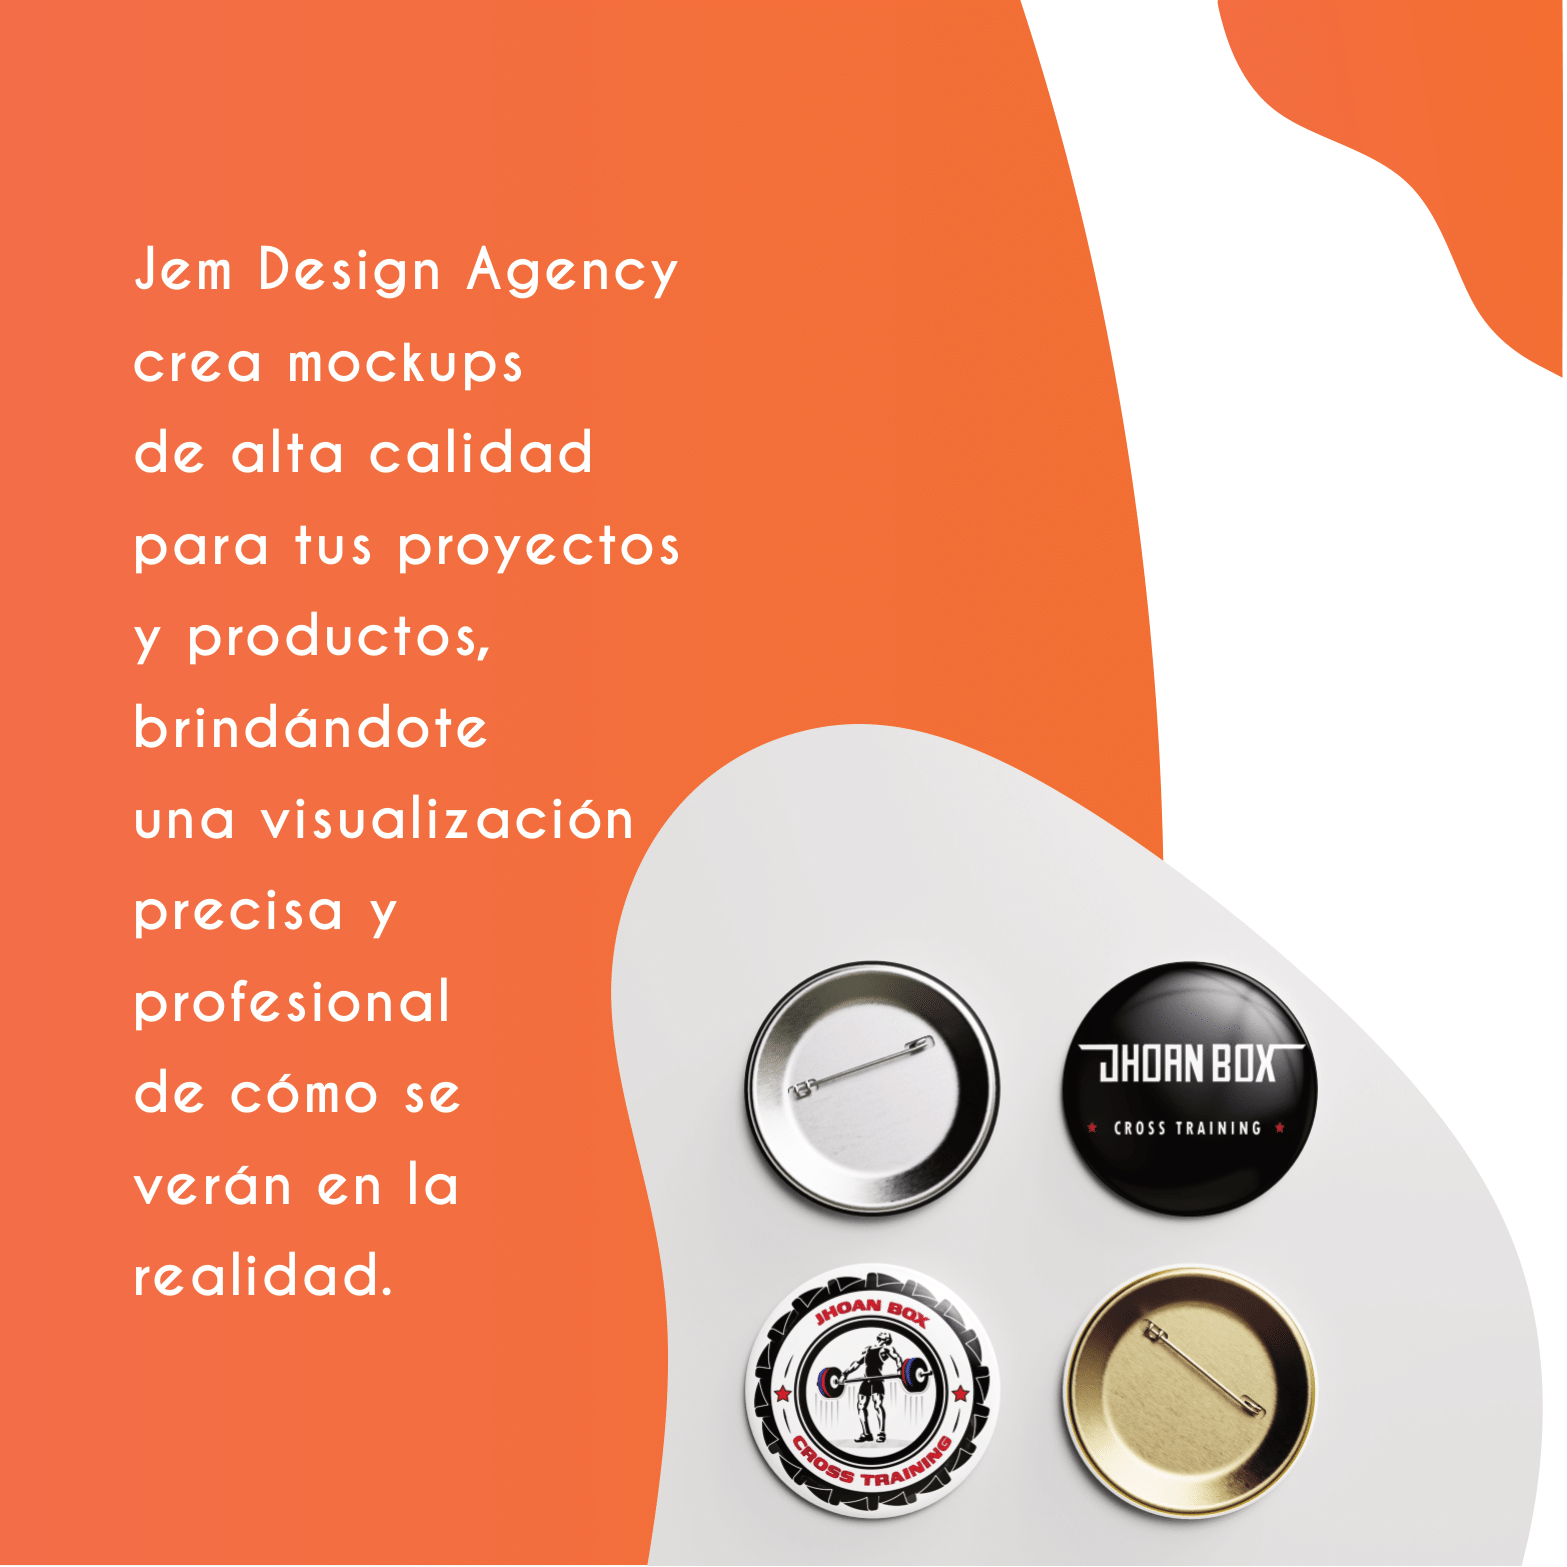 Jem Design Agency
crea mockups
de alta calidad
para tus proyectos
y productos,
brindándote
una visualización
precisa y
profesional
de cómo se
verán en la
realidad.
JHOAN BOX
CROSS TRAINING
JHOAN BOX
CROSS TRAINING